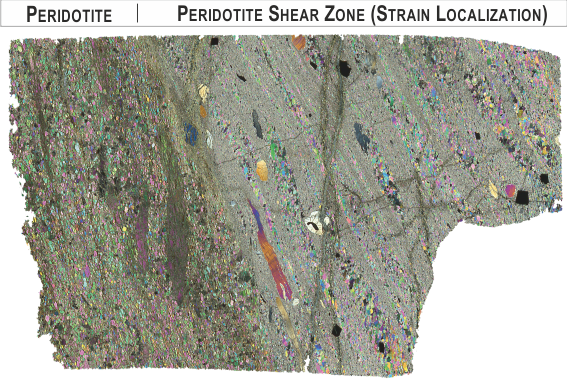 PERIDOTITE | PERIDOTITE SHEAR ZONE (STRAIN LOCALIZATION)